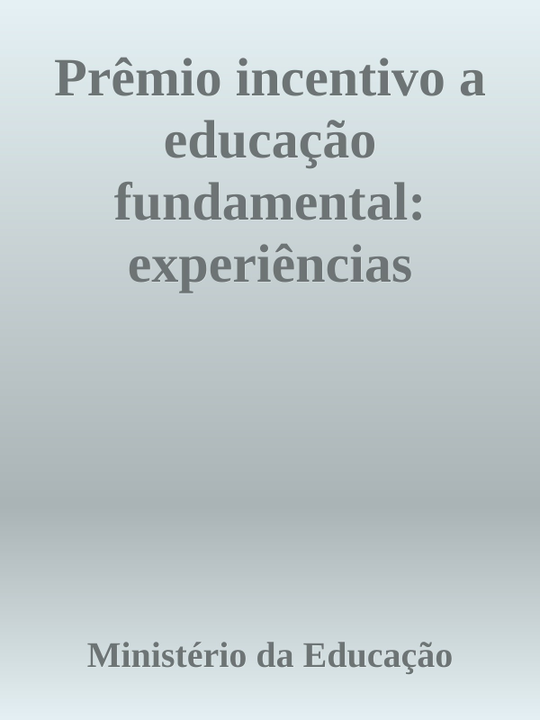 Prêmio incentivo a
educação
fundamental:
experiências
Ministério da Educação